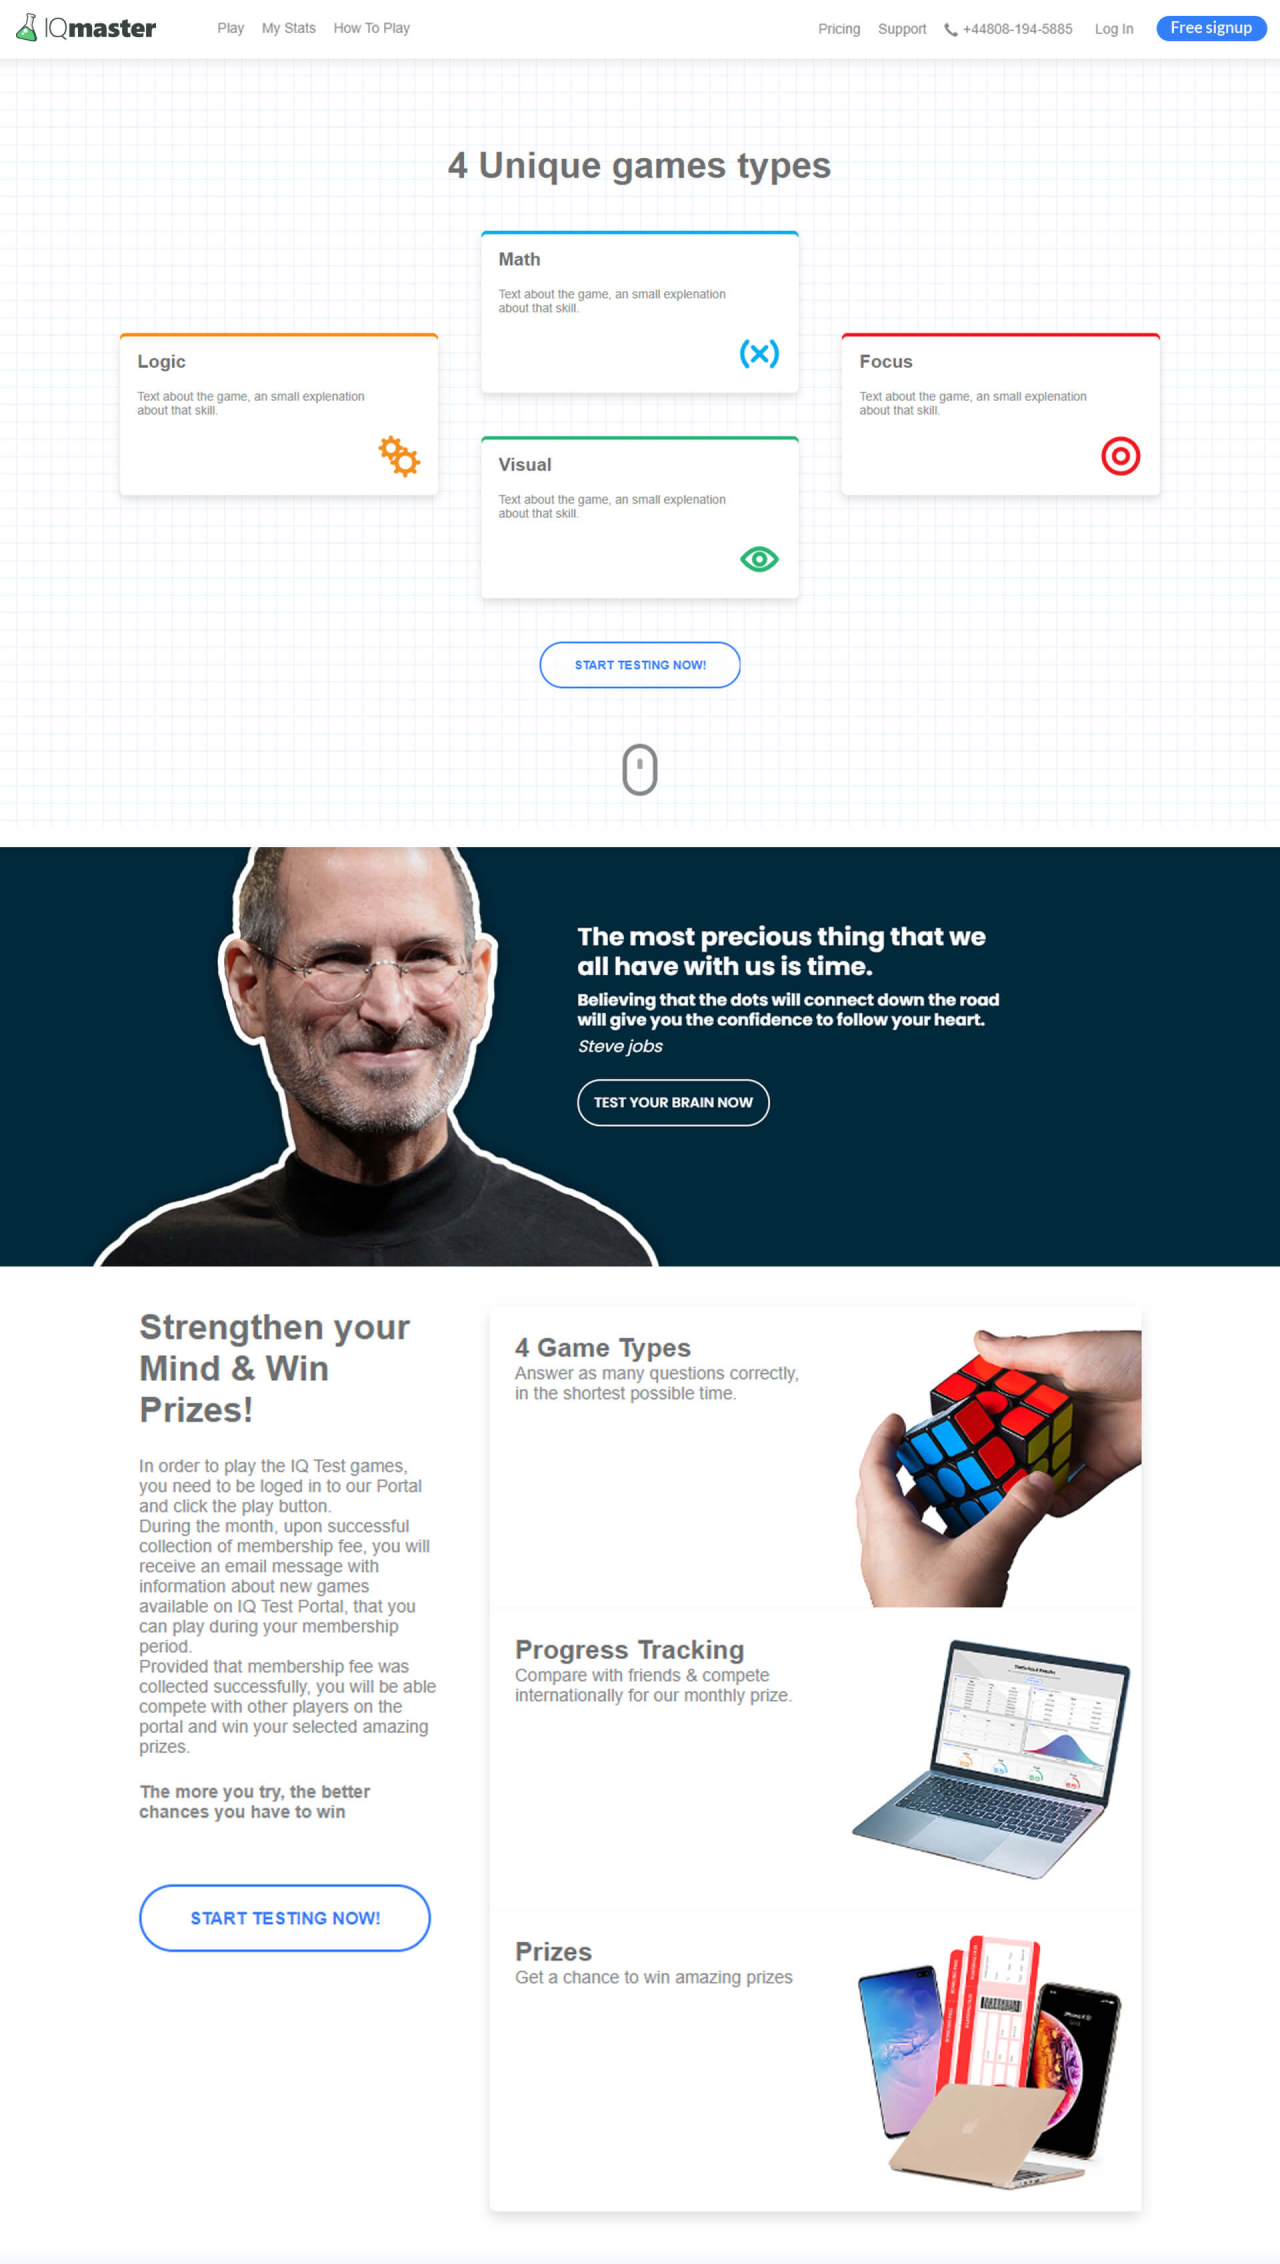 IQmaster
Play
My Stats
How To Play
Pricing
Support
+44808-194-5885
Log In
Free signup
4 Unique games types
Math
Text about the game, an small explenation
about that skill.
Logic
Text about the game, an small explenation
about that skill.
Focus
Text about the game, an small explenation
about that skill.
Visual
Text about the game, an small explenation
about that skill.
START TESTING NOW!
The most precious thing that we
all have with us is time.
Believing that the dots will connect down the road
will give you the confidence to follow your heart.
Steve jobs
TEST YOUR BRAIN NOW
Strengthen your
Mind & Win
Prizes!
In order to play the IQ Test games,
you need to be loged in to our Portal
and click the play button.
During the month, upon successful
collection of membership fee, you will
receive an email message with
information about new games
available on IQ Test Portal, that you
can play during your membership
period.
Provided that membership fee was
collected successfully, you will be able
compete with other players on the
portal and win your selected amazing
prizes.
The more you try, the better
chances you have to win
START TESTING NOW!
4 Game Types
Answer as many questions correctly,
in the shortest possible time.
Progress Tracking
Compare with friends & compete
internationally for our monthly prize.
Prizes
Get a chance to win amazing prizes